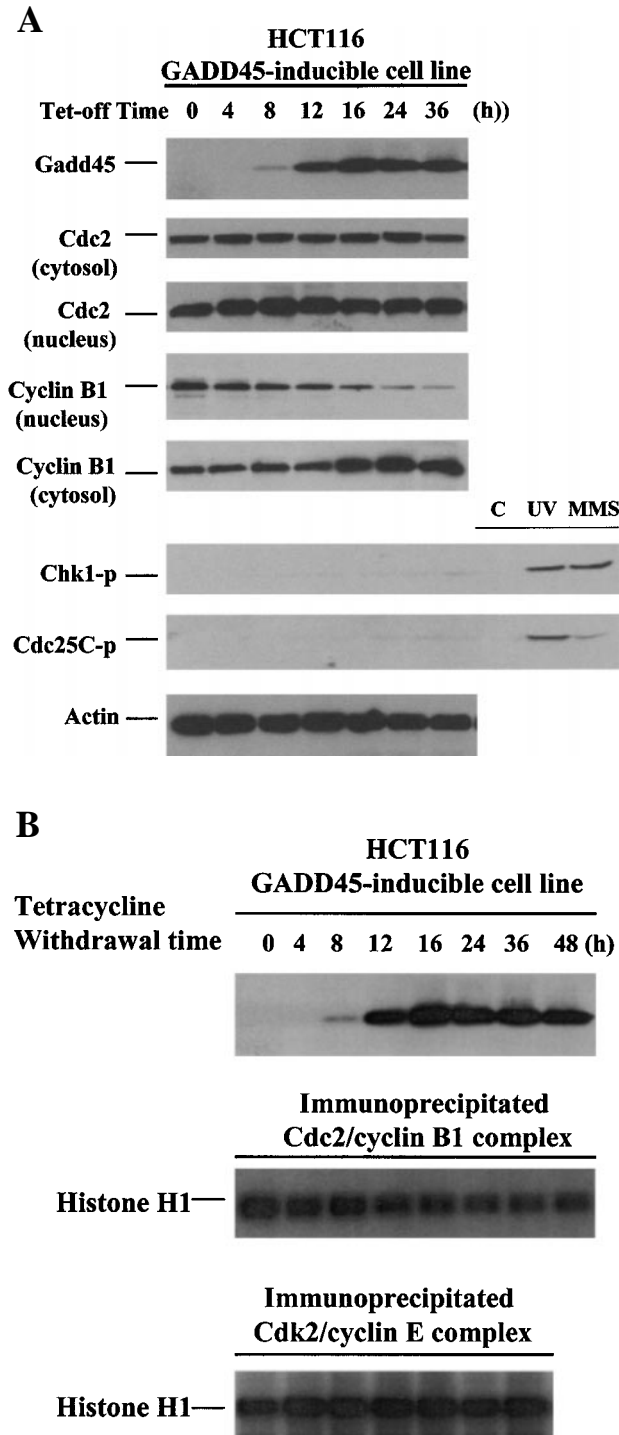 A
HCT116
GADD45-inducible cell line
Tet-off Time 0 4 8 12 16 24 36 (h))
Gadd45
Cdc2
(cytosol)
Cdc2
(nucleus)
Cyclin B1
(nucleus)
Cyclin B1
(cytosol)
C UV MMS
Chk1-p
Cdc25C-p
Actin
B
HCT116
GADD45-inducible cell line
Tetracycline
Withdrawal time 0 4 8 12 16 24 36 48 (h)
Immunoprecipitated
Cdc2/cyclin B1 complex
Histone H1
Immunoprecipitated
Cdk2/cyclin E complex
Histone H1